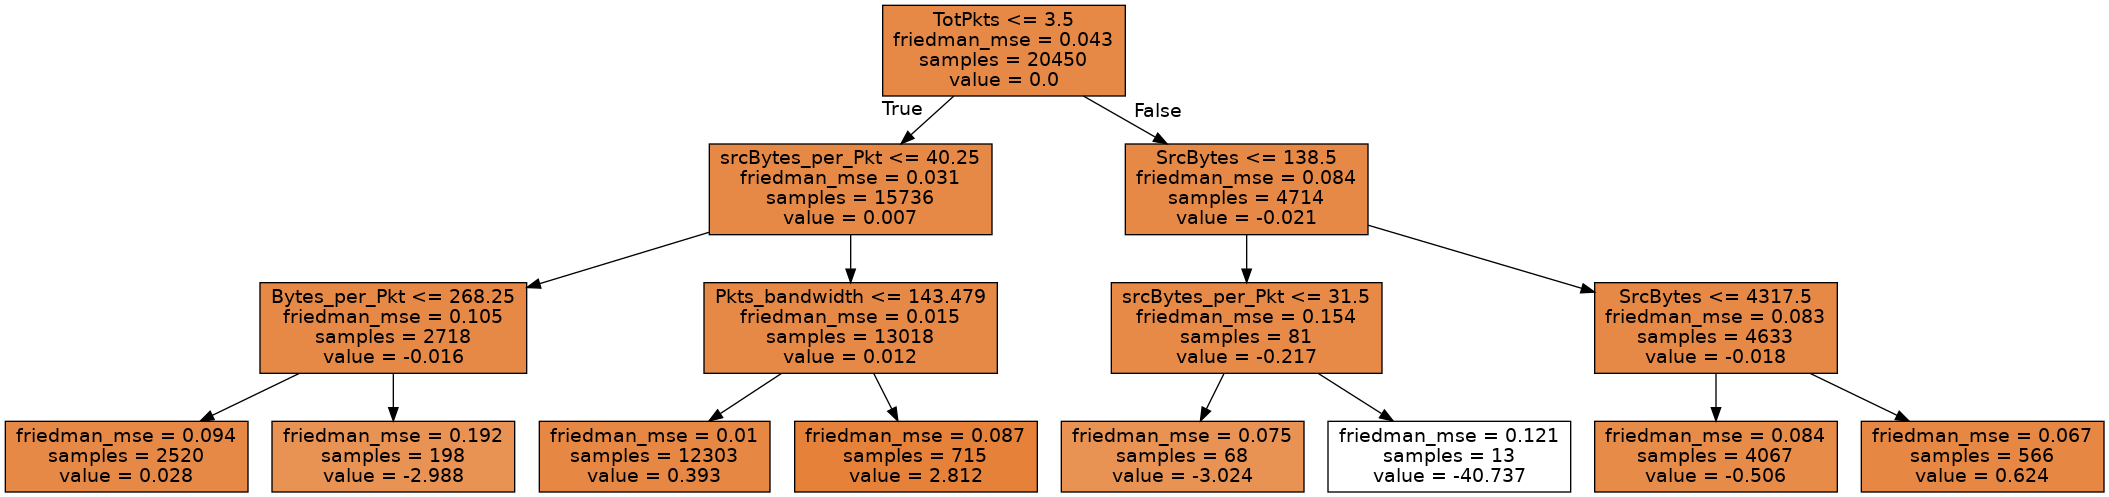 TotPkts <= 3.5
friedman_mse = 0.043
samples = 20450
value = 0.0
True
False
srcBytes_per_Pkt <= 40.25
friedman_mse = 0.031
samples = 15736
value = 0.007
SrcBytes <= 138.5
friedman_mse = 0.084
samples = 4714
value = -0.021
Bytes_per_Pkt <= 268.25
friedman_mse = 0.105
samples = 2718
value = -0.016
Pkts_bandwidth <= 143.479
friedman_mse = 0.015
samples = 13018
value = 0.012
srcBytes_per_Pkt <= 31.5
friedman_mse = 0.154
samples = 81
value = -0.217
SrcBytes <= 4317.5
friedman_mse = 0.083
samples = 4633
value = -0.018
friedman_mse = 0.094
samples = 2520
value = 0.028
friedman_mse = 0.192
samples = 198
value = -2.988
friedman_mse = 0.01
samples = 12303
value = 0.393
friedman_mse = 0.087
samples = 715
value = 2.812
friedman_mse = 0.075
samples = 68
value = -3.024
friedman_mse = 0.121
samples = 13
value = -40.737
friedman_mse = 0.084
samples = 4067
value = -0.506
friedman_mse = 0.067
samples = 566
value = 0.624